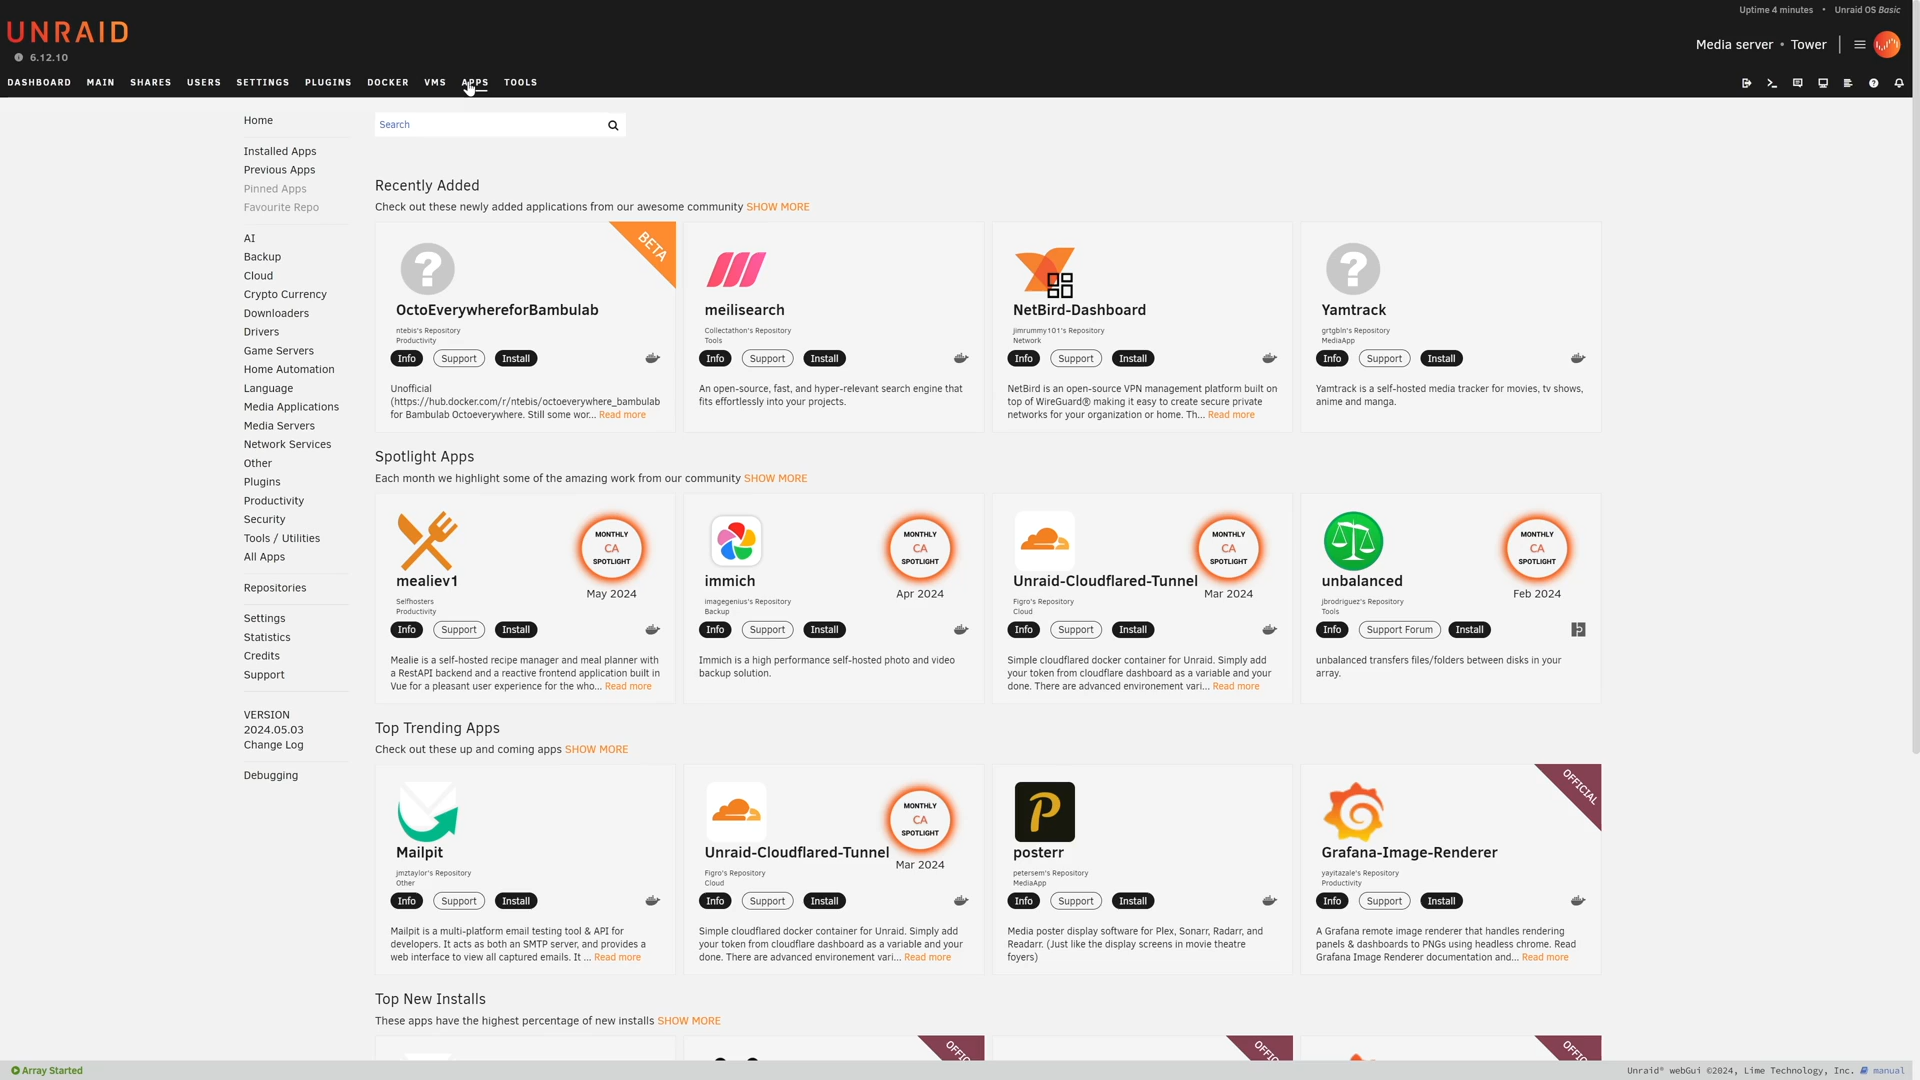 Uptime 4 minutes • Unraid OS Basic
UNRAID
6.12.10
Media server • Tower
DASHBOARD MAIN SHARES USERS SETTINGS PLUGINS DOCKER VMS APPS TOOLS
Home
Installed Apps
Previous Apps
Pinned Apps
Favourite Repo
AI
Backup
Cloud
Crypto Currency
Downloaders
Drivers
Game Servers
Home Automation
Language
Media Applications
Media Servers
Network Services
Other
Plugins
Productivity
Security
Tools / Utilities
All Apps
Repositories
Settings
Statistics
Credits
Support
VERSION
2024.05.03
Change Log
Debugging
Search
Recently Added
Check out these newly added applications from our awesome community SHOW MORE
BETA
OctoEverywhereforBambulab
ntebis's Repository
Productivity
Info Support Install
Unofficial
(https://hub.docker.com/r/ntebis/octoeverywhere_bambulab
for Bambulab Octoeverywhere. Still some wor... Read more
meilisearch
Collectathon's Repository
Tools
Info Support Install
An open-source, fast, and hyper-relevant search engine that
fits effortlessly into your projects.
NetBird-Dashboard
jimrummy101's Repository
Network
Info Support Install
NetBird is an open-source VPN management platform built on
top of WireGuard® making it easy to create secure private
networks for your organization or home. Th... Read more
Yamtrack
grtgbln's Repository
MediaApp
Info Support Install
Yamtrack is a self-hosted media tracker for movies, tv shows,
anime and manga.
Spotlight Apps
Each month we highlight some of the amazing work from our community SHOW MORE
MONTHLY
CA
SPOTLIGHT
May 2024
mealiev1
Selfhosters
Productivity
Info Support Install
Mealie is a self-hosted recipe manager and meal planner with
a RestAPI backend and a reactive frontend application built in
Vue for a pleasant user experience for the who... Read more
MONTHLY
CA
SPOTLIGHT
Apr 2024
immich
imagegenius's Repository
Backup
Info Support Install
Immich is a high performance self-hosted photo and video
backup solution.
MONTHLY
CA
SPOTLIGHT
Mar 2024
Unraid-Cloudflared-Tunnel
Figro's Repository
Cloud
Info Support Install
Simple cloudflared docker container for Unraid. Simply add
your token from cloudflare dashboard as a variable and your
done. There are advanced environement vari... Read more
MONTHLY
CA
SPOTLIGHT
Feb 2024
unbalanced
jbrodriguez's Repository
Tools
Info Support Forum Install
unbalanced transfers files/folders between disks in your
array.
Top Trending Apps
Check out these up and coming apps SHOW MORE
Mailpit
jmztaylor's Repository
Other
Info Support Install
Mailpit is a multi-platform email testing tool & API for
developers. It acts as both an SMTP server, and provides a
web interface to view all captured emails. It ... Read more
MONTHLY
CA
SPOTLIGHT
Mar 2024
Unraid-Cloudflared-Tunnel
Figro's Repository
Cloud
Info Support Install
Simple cloudflared docker container for Unraid. Simply add
your token from cloudflare dashboard as a variable and your
done. There are advanced environement vari... Read more
P
posterr
petersem's Repository
MediaApp
Info Support Install
Media poster display software for Plex, Sonarr, Radarr, and
Readarr. (Just like the display screens in movie theatre
foyers)
OFFICIAL
Grafana-Image-Renderer
yayitazale's Repository
Productivity
Info Support Install
A Grafana remote image renderer that handles rendering
panels & dashboards to PNGs using headless chrome. Read
Grafana Image Renderer documentation and... Read more
Top New Installs
These apps have the highest percentage of new installs SHOW MORE
Array Started
Unraid® webGui ©2024, Lime Technology, Inc. manual